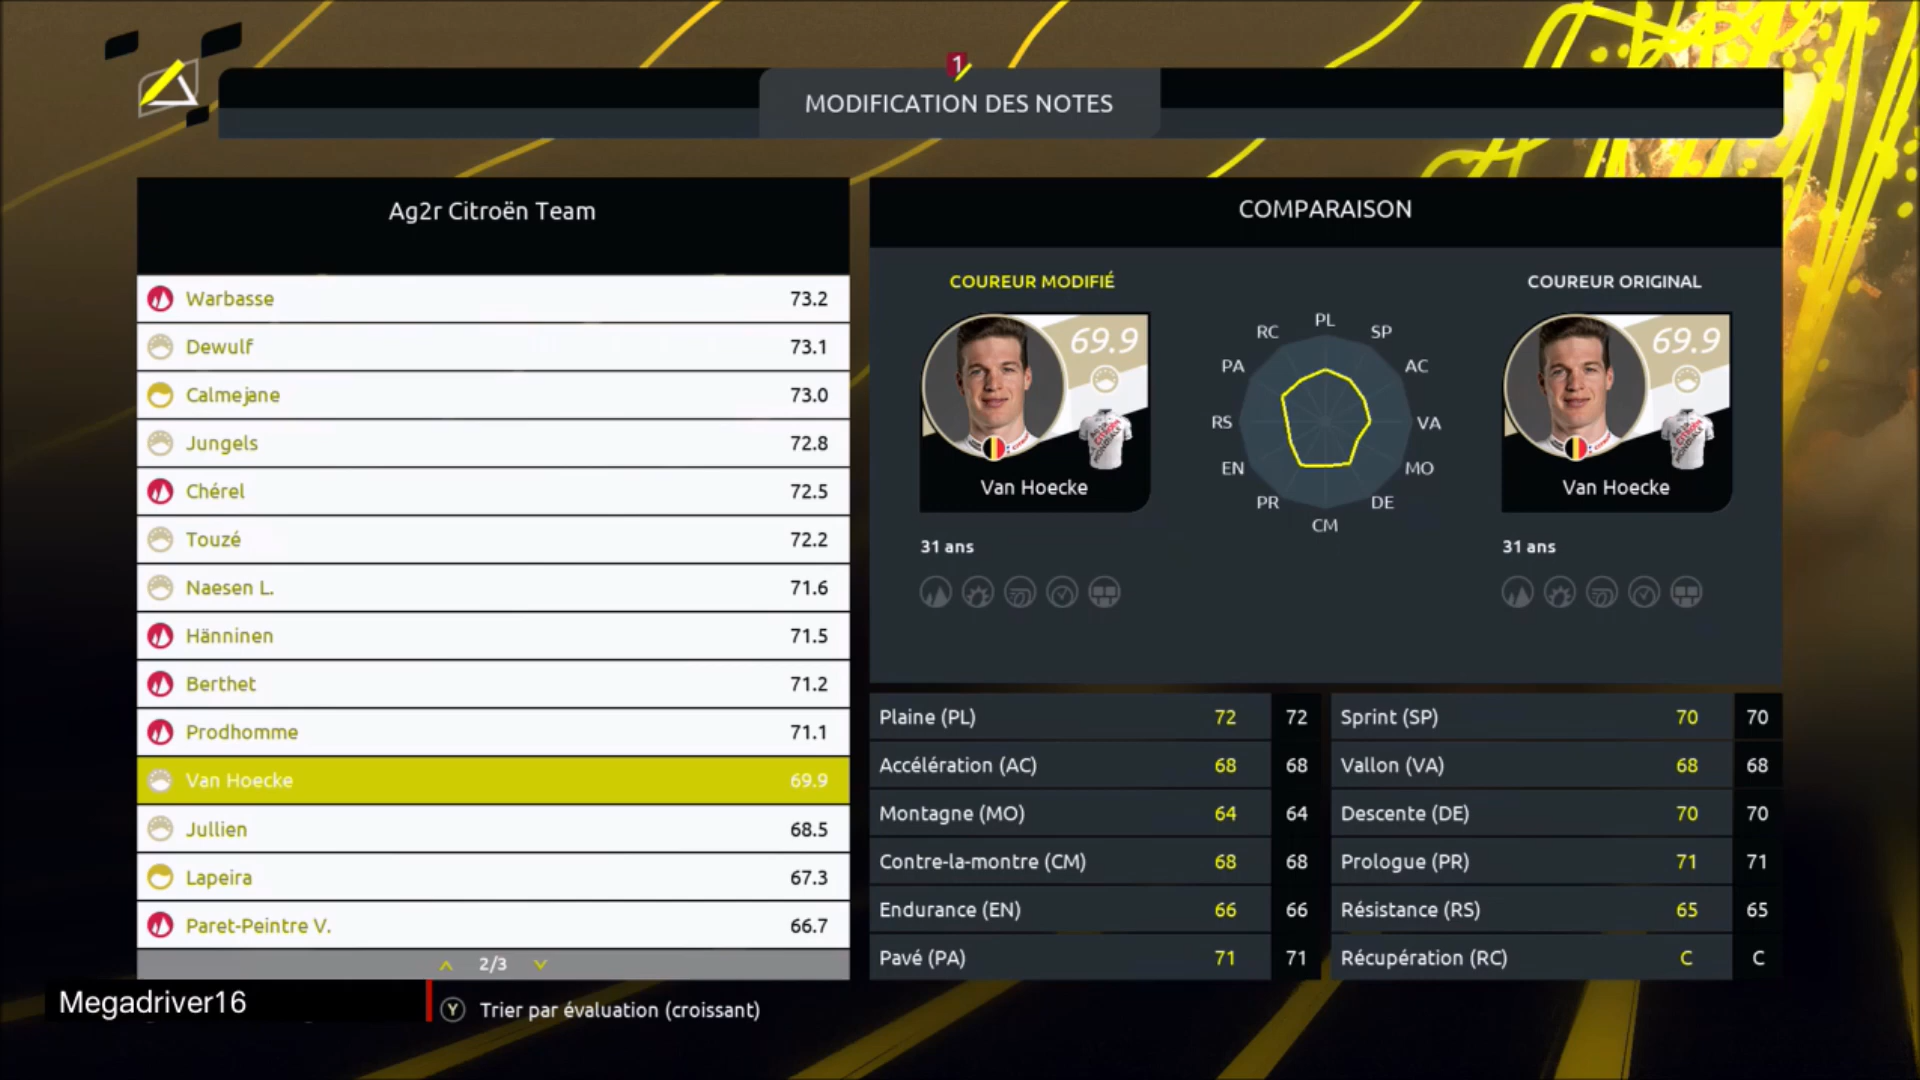 1
MODIFICATION DES NOTES
Ag2r Citroën Team
Warbasse 73.2
Dewulf 73.1
Calmejane 73.0
Jungels 72.8
Chérel 72.5
Touzé 72.2
Naesen L. 71.6
Hänninen 71.5
Berthet 71.2
Prodhomme 71.1
Van Hoecke 69.9
Jullien 68.5
Lapeira 67.3
Paret-Peintre V. 66.7
2/3
COMPARAISON
COUREUR MODIFIÉ
69.9
CITROËN
Van Hoecke
31 ans
PL
RC SP
PA AC
RS VA
EN MO
PR DE
CM
COUREUR ORIGINAL
69.9
CITROËN
Van Hoecke
31 ans
Plaine (PL) 72 72 Sprint (SP) 70 70
Accélération (AC) 68 68 Vallon (VA) 68 68
Montagne (MO) 64 64 Descente (DE) 70 70
Contre-la-montre (CM) 68 68 Prologue (PR) 71 71
Endurance (EN) 66 66 Résistance (RS) 65 65
Pavé (PA) 71 71 Récupération (RC) C C
Megadriver16
Y Trier par évaluation (croissant)